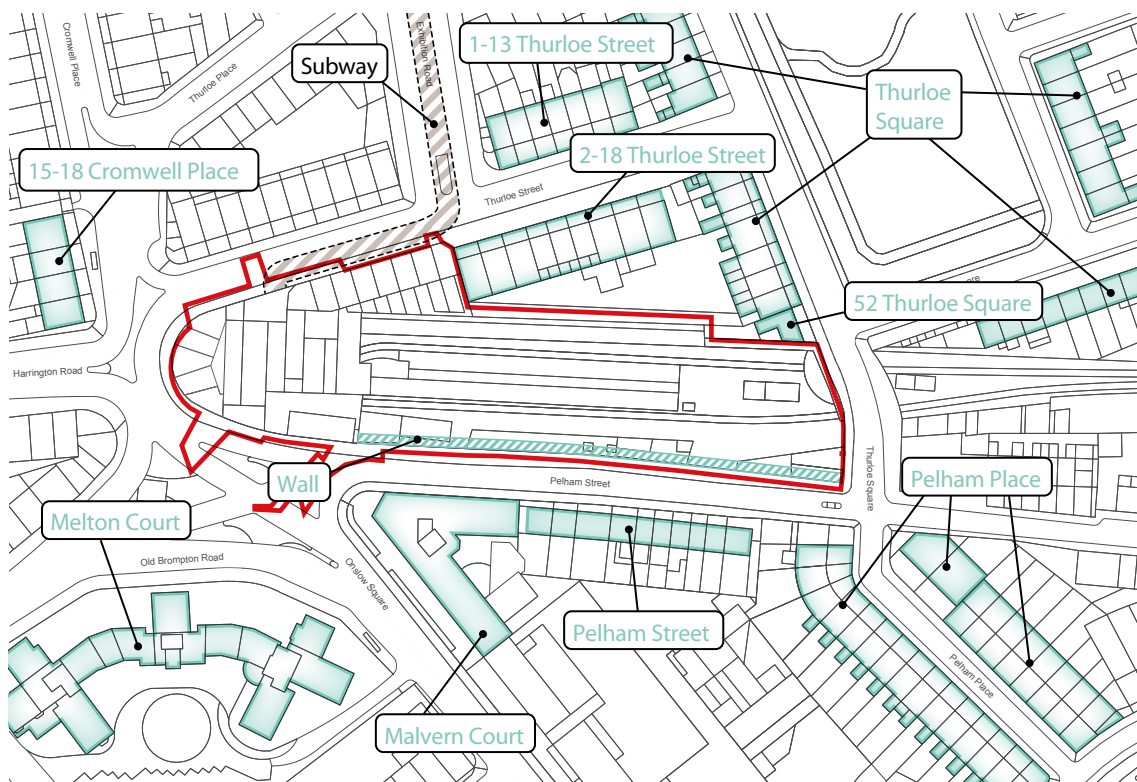 Cromwell Place
Thurloe Place
Exhibition Road
Subway
1-13 Thurloe Street
Thurloe
Square
15-18 Cromwell Place
2-18 Thurloe Street
Thurloe Street
52 Thurloe Square
Harrington Road
Wall
Pelham Street
Thurloe Square
Pelham Place
Melton Court
Old Brompton Road
Onslow Square
Pelham Street
Pelham Place
Malvern Court